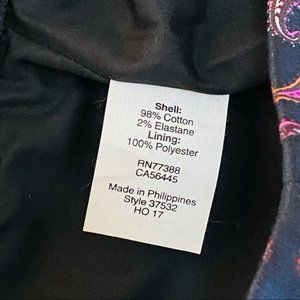 Shell:
98% Cotton
2% Elastane
Lining:
100% Polyester
RN77388
CA56445
Made in Philippines
Style 37532
HO 17